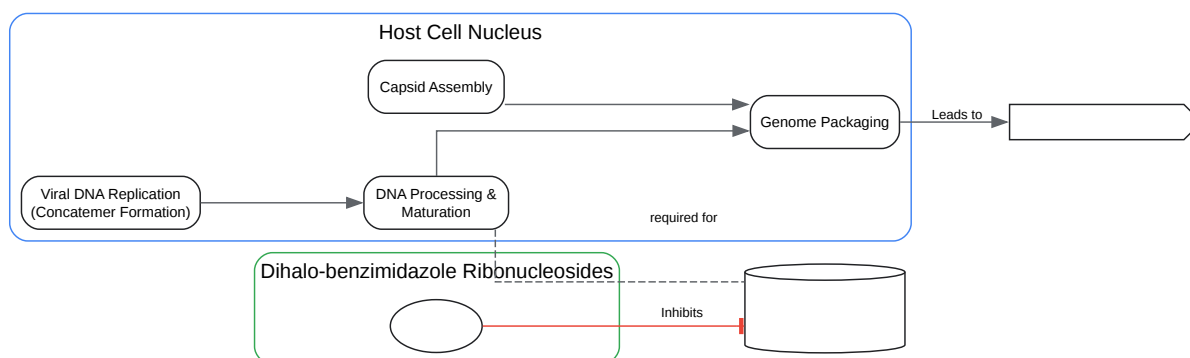 Host Cell Nucleus
Capsid Assembly
Genome Packaging
Leads to
Viral DNA Replication
(Concatemer Formation)
DNA Processing &
Maturation
required for
Dihalo-benzimidazole Ribonucleosides
Inhibits